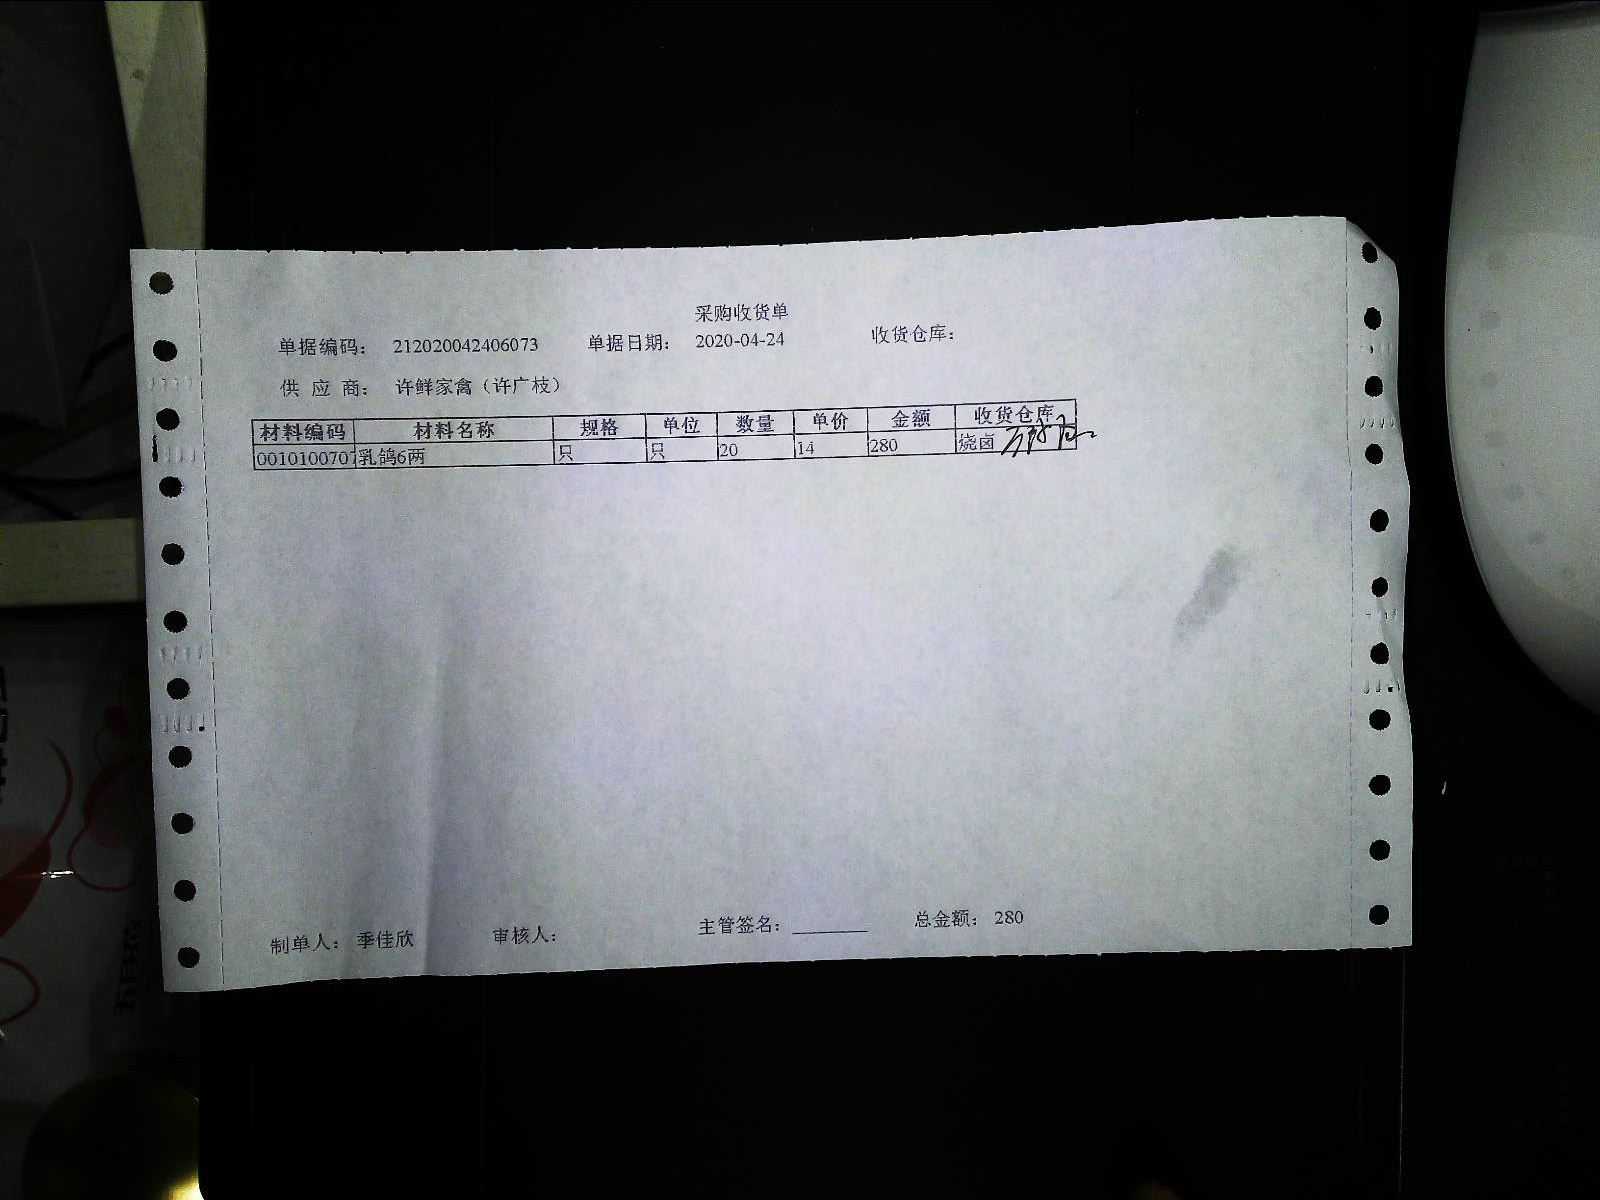 采购收货单
单据编码： 212020042406073 单据日期： 2020-04-24 收货仓库：
供 应 商： 许鲜家禽（许广枝）
材料编码 材料名称 规格 单位 数量 单价 金额 收货仓库
0010100707 乳鸽6两 只 只 20 14 280 烧卤
制单人： 季佳欣 审核人： 主管签名： ________ 总金额： 280